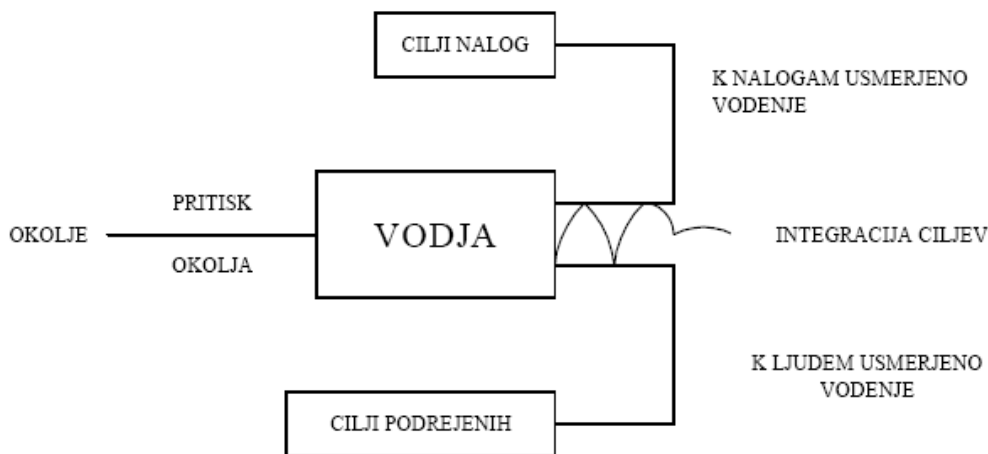 CILJI NALOG
K NALOGAM USMERJENO
VODENJE
PRITISK
OKOLJE
OKOLJA
VODJA
INTEGRACIJA CILJEV
K LJUDEM USMERJENO
VODENJE
CILJI PODREJENIH